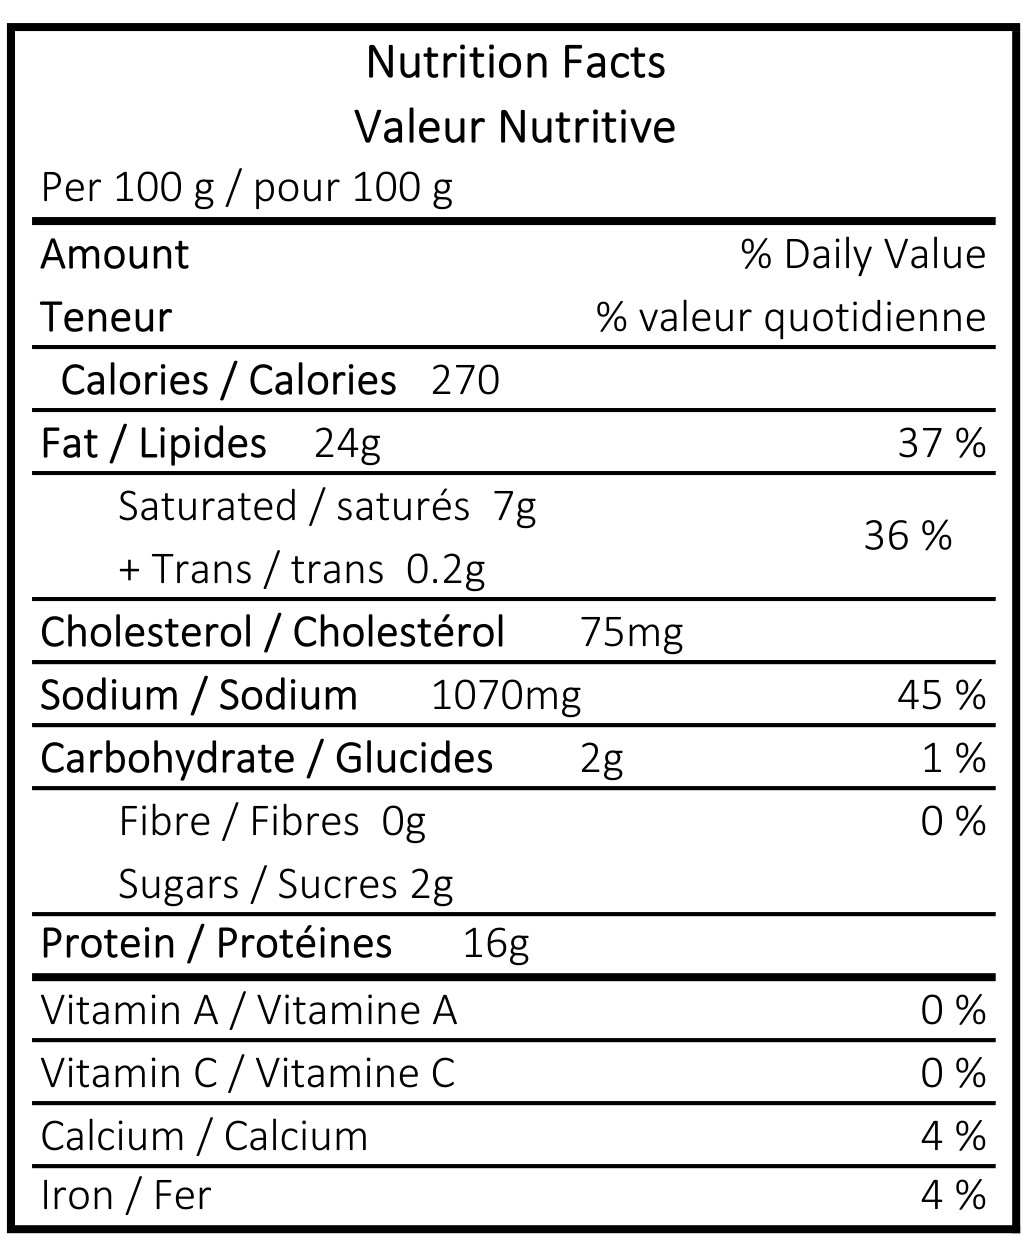 Nutrition Facts
Valeur Nutritive
Per 100 g / pour 100 g
Amount % Daily Value
Teneur % valeur quotidienne
Calories / Calories 270
Fat / Lipides 24g 37 %
Saturated / saturés 7g
36 %
+ Trans / trans 0.2g
Cholesterol / Cholestérol 75mg
Sodium / Sodium 1070mg 45 %
Carbohydrate / Glucides 2g 1 %
Fibre / Fibres 0g 0 %
Sugars / Sucres 2g
Protein / Protéines 16g
Vitamin A / Vitamine A 0 %
Vitamin C / Vitamine C 0 %
Calcium / Calcium 4 %
Iron / Fer 4 %